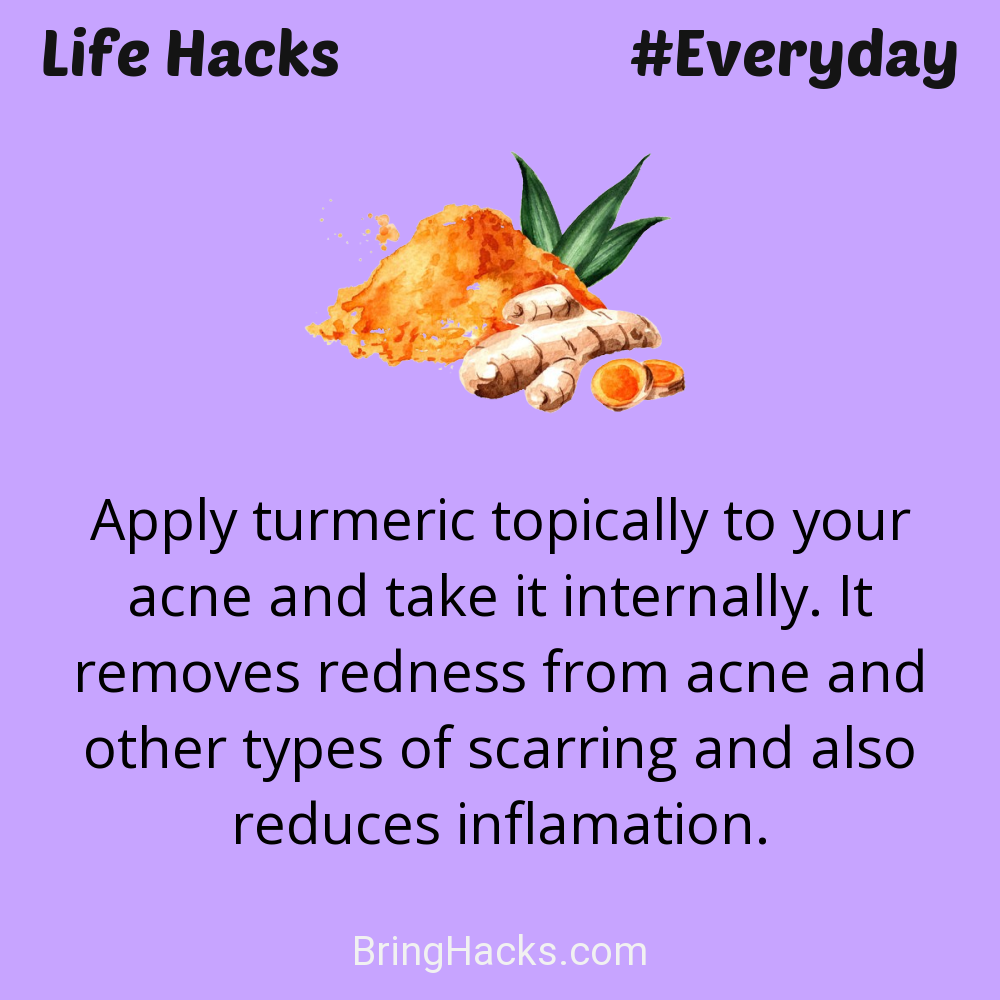 Life Hacks #Everyday
Apply turmeric topically to your
acne and take it internally. It
removes redness from acne and
other types of scarring and also
reduces inflamation.
BringHacks.com